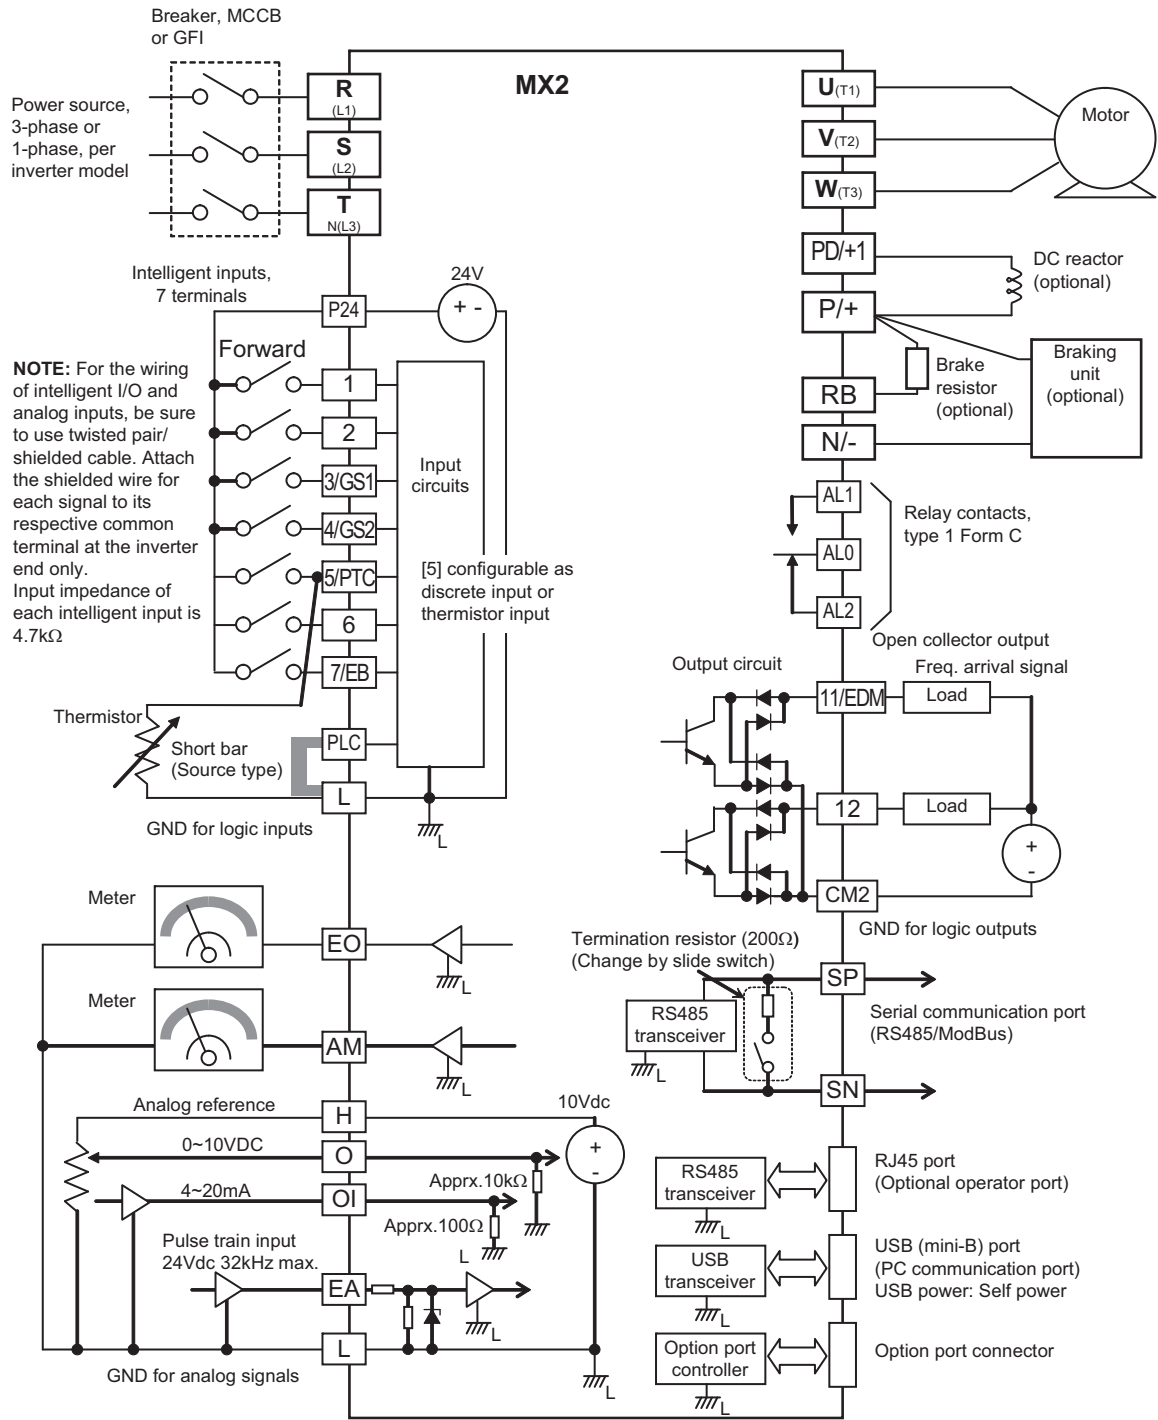 Breaker, MCCB
or GFI
MX2
Power source,
3-phase or
1-phase, per
inverter model
R
(L1)
S
(L2)
T
N(L3)
U(T1)
V(T2)
W(T3)
Motor
PD/+1
P/+
DC reactor
(optional)
RB
Brake
resistor
(optional)
Braking
unit
(optional)
N/-
Intelligent inputs,
7 terminals
24V
+ -
P24
Forward
NOTE: For the wiring
of intelligent I/O and
analog inputs, be sure
to use twisted pair/
shielded cable. Attach
the shielded wire for
each signal to its
respective common
terminal at the inverter
end only.
Input impedance of
each intelligent input is
4.7kΩ
1
2
3/GS1
4/GS2
5/PTC
6
7/EB
Input
circuits
[5] configurable as
discrete input or
thermistor input
Thermistor
Short bar
(Source type)
PLC
L
GND for logic inputs
L
AL1
AL0
AL2
Relay contacts,
type 1 Form C
Open collector output
Output circuit
Freq. arrival signal
11/EDM
Load
12
Load
+
-
CM2
GND for logic outputs
Meter
EO
L
Meter
AM
L
Termination resistor (200Ω)
(Change by slide switch)
SP
RS485
transceiver
L
Serial communication port
(RS485/ModBus)
SN
Analog reference
H
10Vdc
+
-
0~10VDC
O
Apprx.10kΩ
4~20mA
OI
Apprx.100Ω
L
Pulse train input
24Vdc 32kHz max.
EA
L
L
GND for analog signals
L
RS485
transceiver
L
RJ45 port
(Optional operator port)
USB
transceiver
L
USB (mini-B) port
(PC communication port)
USB power: Self power
Option port
controller
L
Option port connector